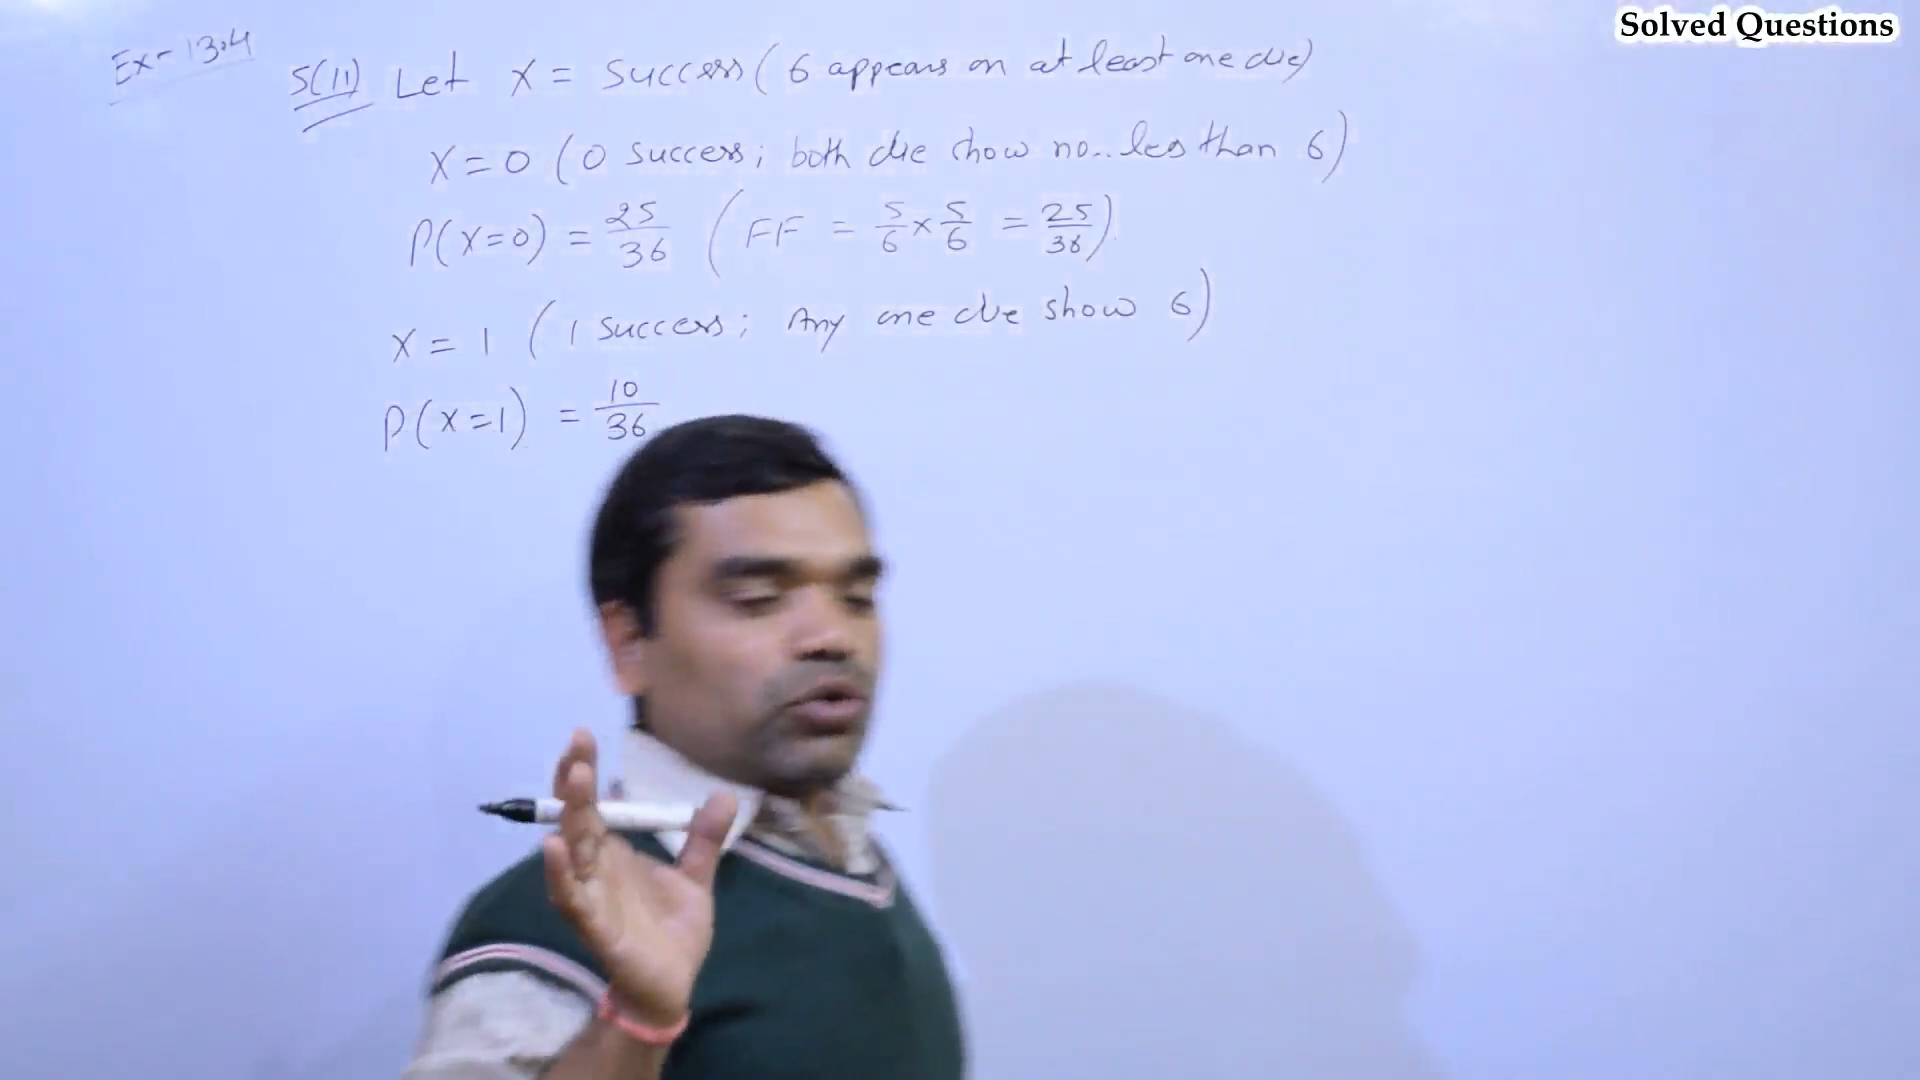 Solved Questions
Ex-13.4
5(11) Let X = Success ( 6 appears on at least one die)
X=0 (0 success; both die show no.. less than 6)
P(X=0) = 25/36 (FF = 5/6 × 5/6 = 25/36)
X = 1 (1 success; Any one die show 6)
P(X=1) = 10/36